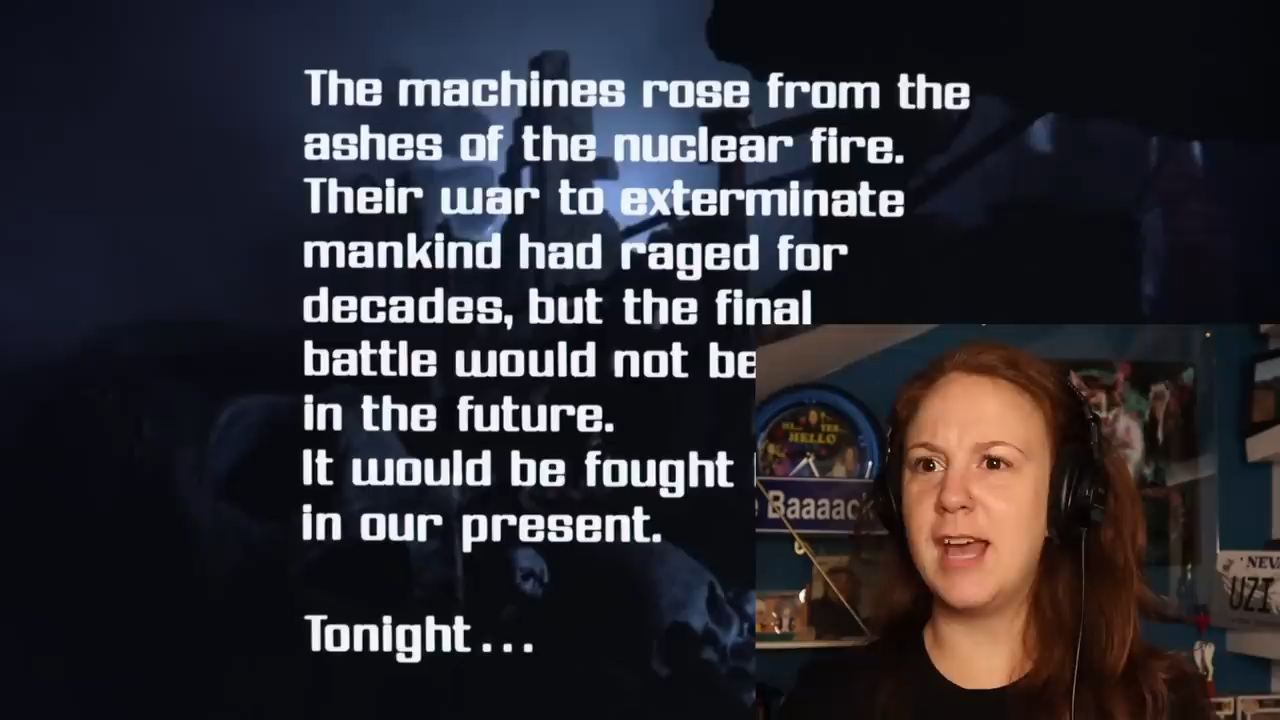 The machines rose from the
ashes of the nuclear fire.
Their war to exterminate
mankind had raged for
decades, but the final
battle would not be
in the future.
It would be fought
in our present.
Tonight...
HELLO
Baaaack
NEVA
UZI